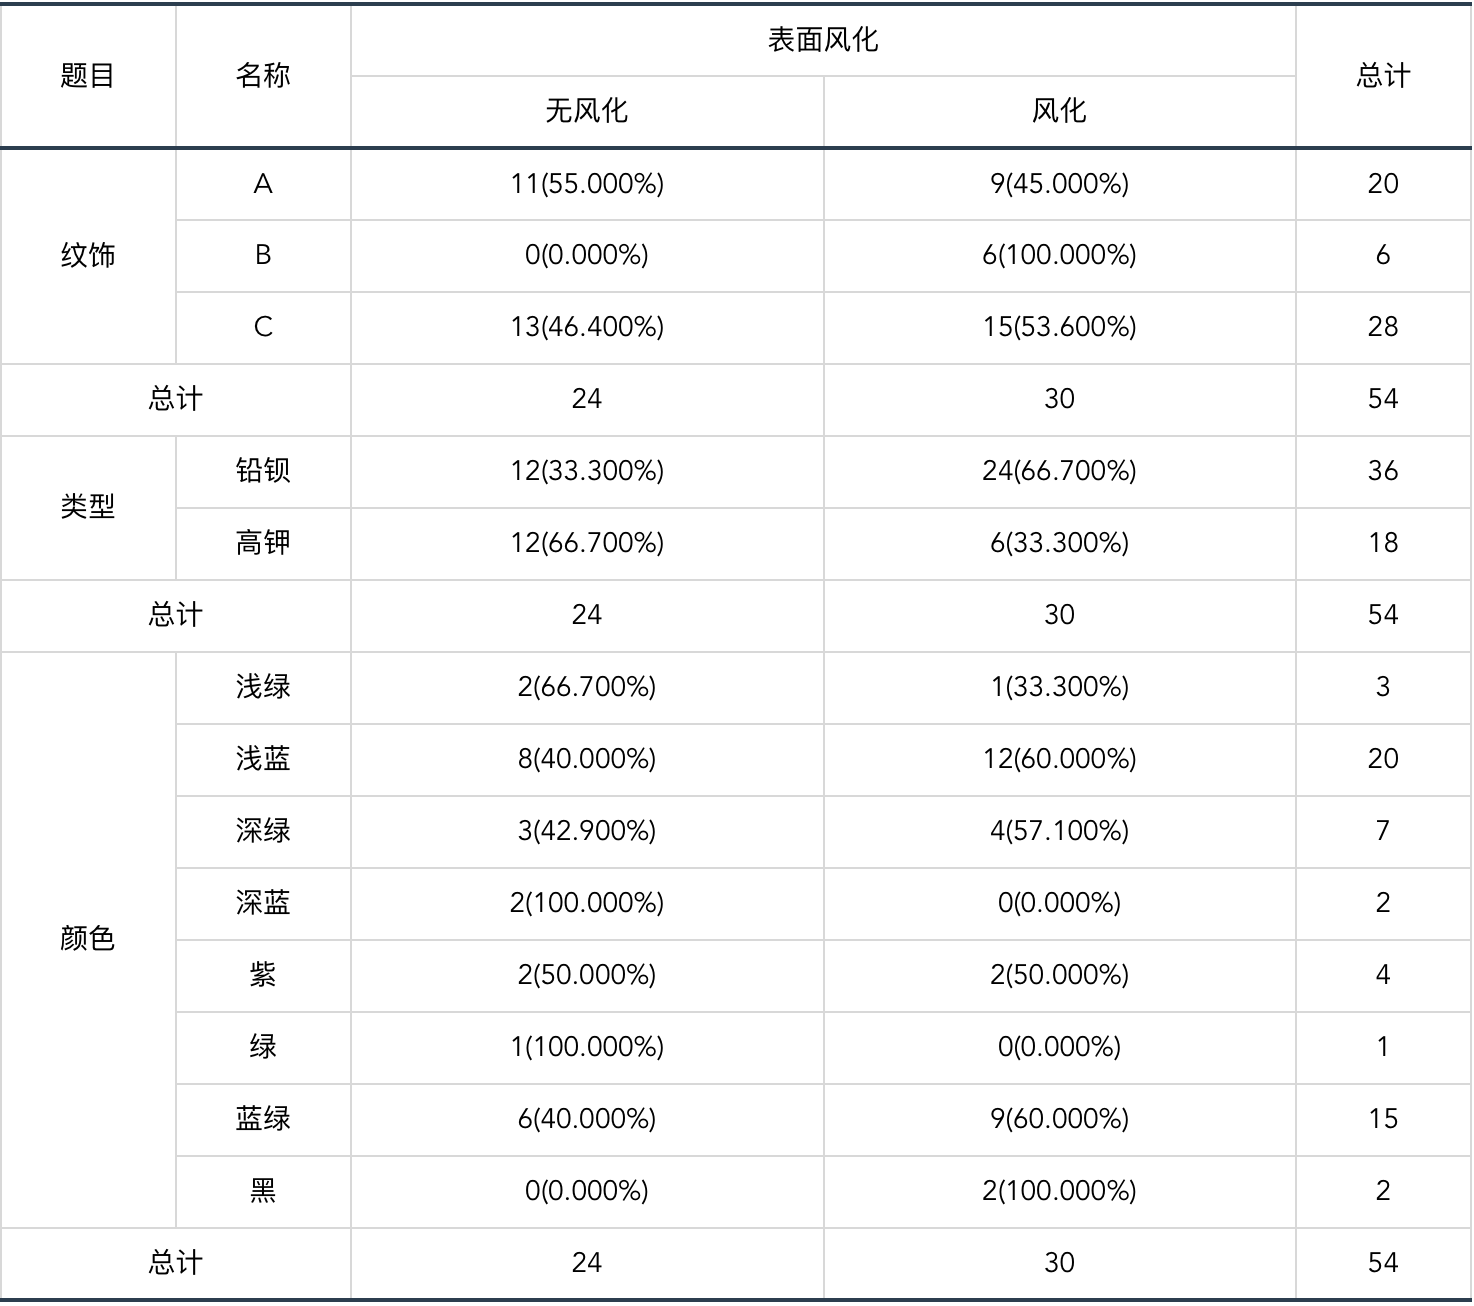 题目 名称 表面风化 总计
无风化 风化
纹饰 A 11(55.000%) 9(45.000%) 20
B 0(0.000%) 6(100.000%) 6
C 13(46.400%) 15(53.600%) 28
总计 24 30 54
类型 铅钡 12(33.300%) 24(66.700%) 36
高钾 12(66.700%) 6(33.300%) 18
总计 24 30 54
颜色 浅绿 2(66.700%) 1(33.300%) 3
浅蓝 8(40.000%) 12(60.000%) 20
深绿 3(42.900%) 4(57.100%) 7
深蓝 2(100.000%) 0(0.000%) 2
紫 2(50.000%) 2(50.000%) 4
绿 1(100.000%) 0(0.000%) 1
蓝绿 6(40.000%) 9(60.000%) 15
黑 0(0.000%) 2(100.000%) 2
总计 24 30 54